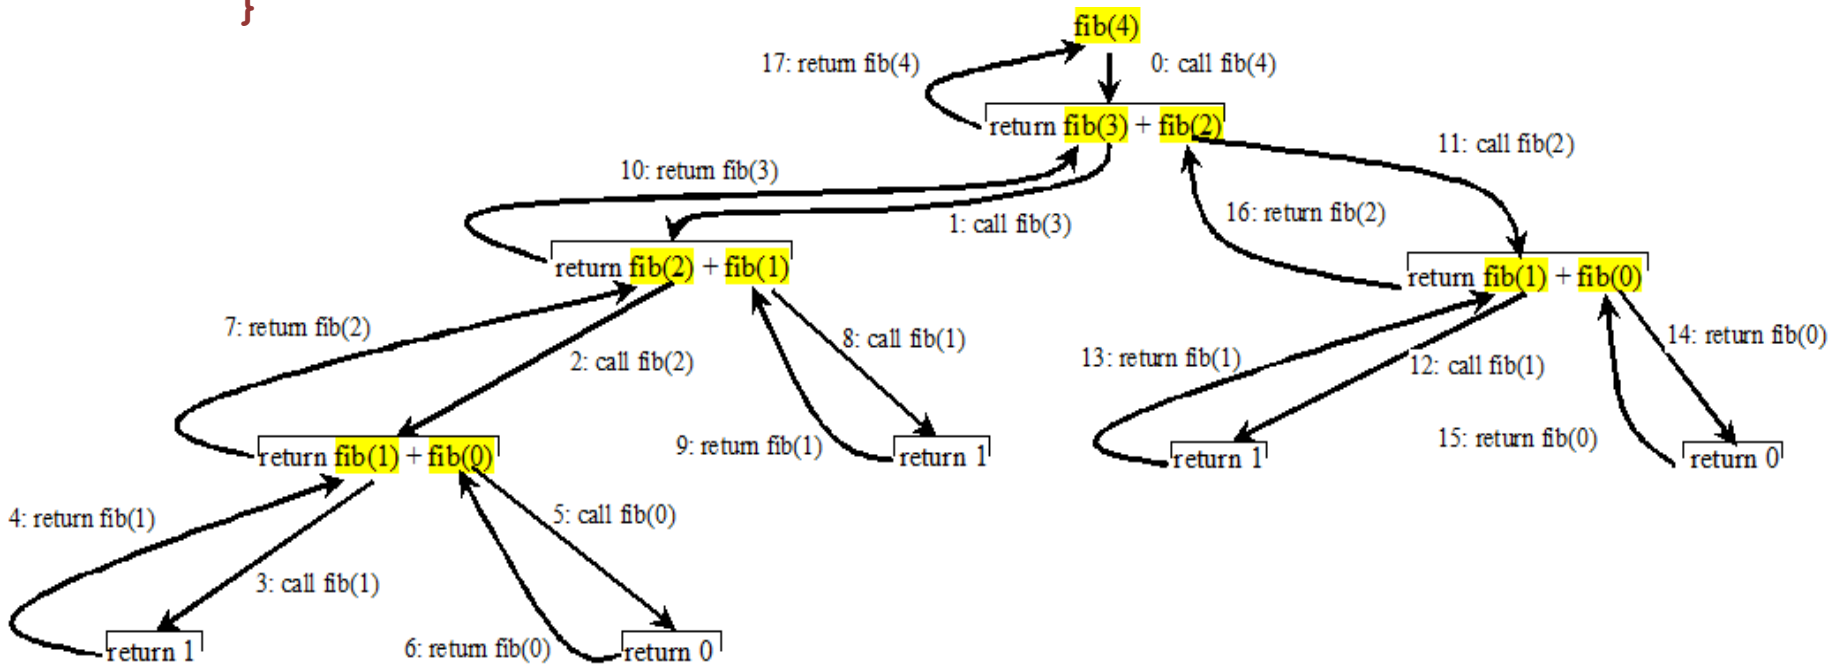 }
fib(4)
17: return fib(4)
0: call fib(4)
return fib(3) + fib(2)
11: call fib(2)
10: return fib(3)
16: return fib(2)
1: call fib(3)
return fib(2) + fib(1)
return fib(1) + fib(0)
7: return fib(2)
8: call fib(1)
14: return fib(0)
2: call fib(2)
13: return fib(1)
12: call fib(1)
9: return fib(1)
15: return fib(0)
return fib(1) + fib(0)
return 1
return 1
return 0
4: return fib(1)
5: call fib(0)
3: call fib(1)
6: return fib(0)
return 1
return 0